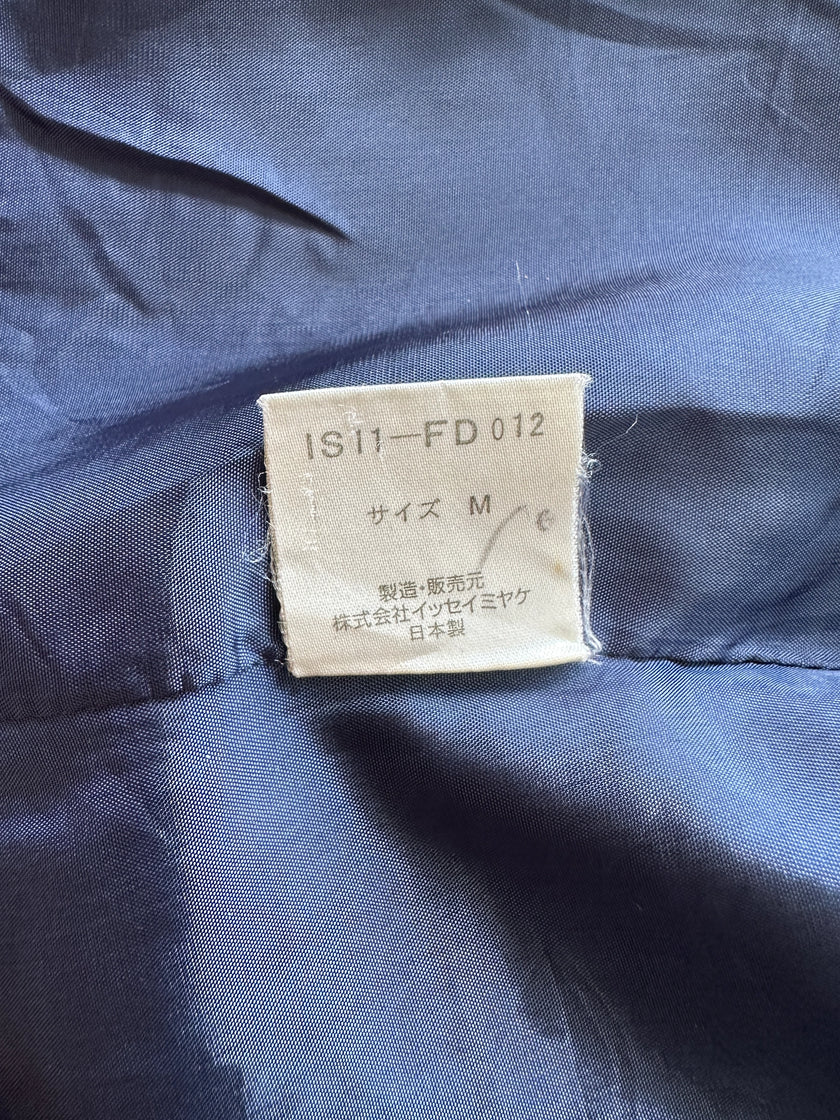 IS11-FD012
サイズ M
製造・販売元
株式会社イッセイミヤケ
日本製